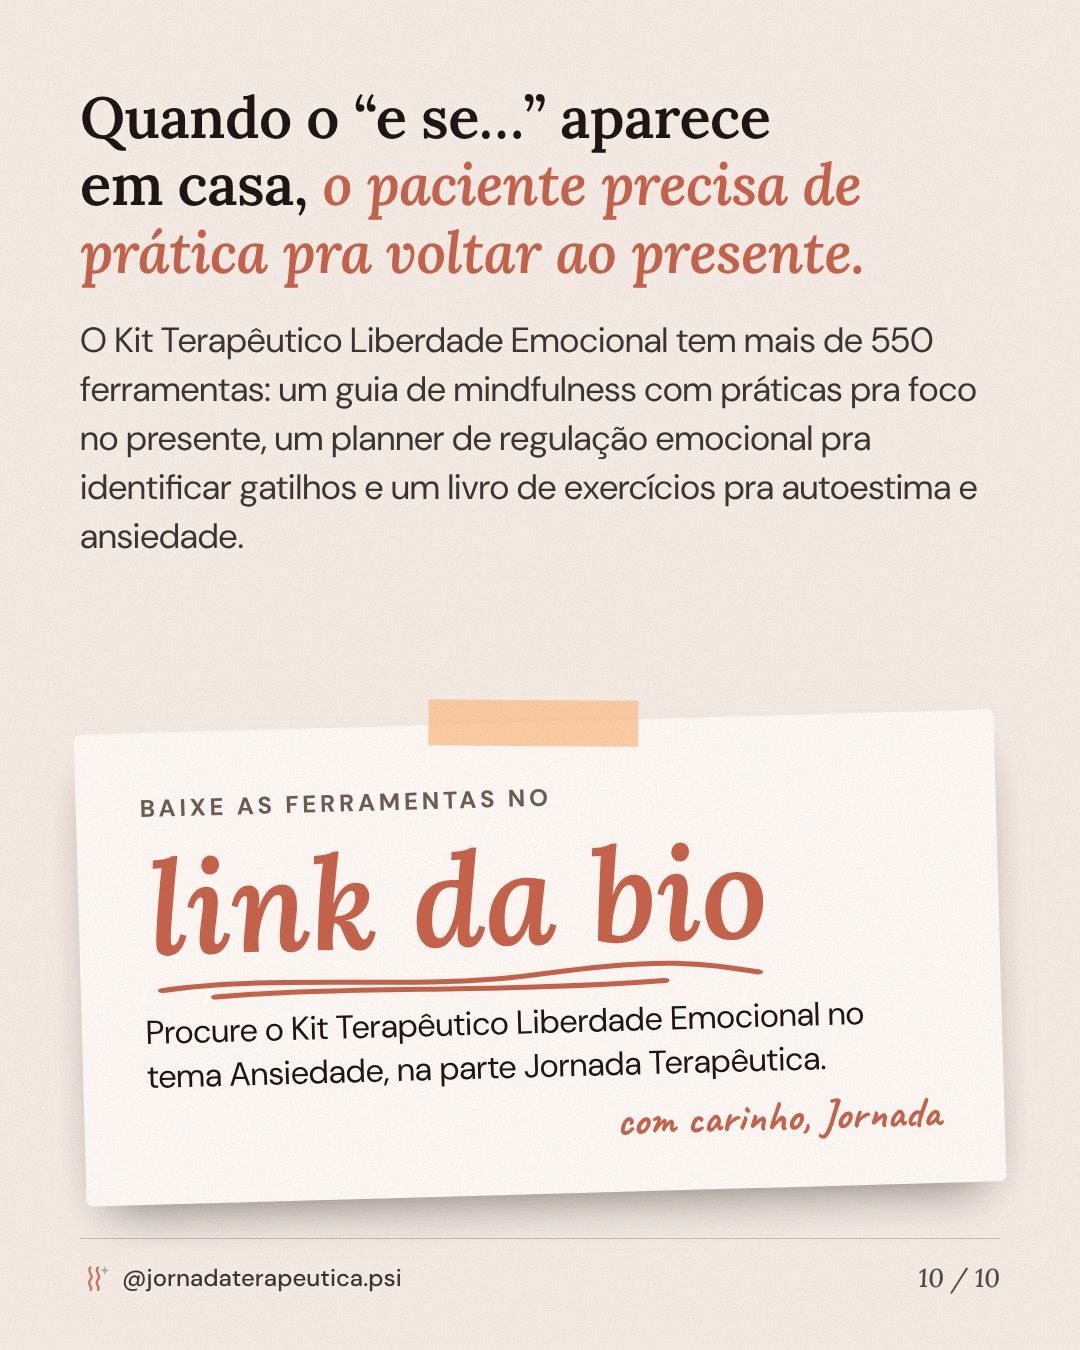 Quando o “e se…” aparece
em casa, o paciente precisa de
prática pra voltar ao presente.
O Kit Terapêutico Liberdade Emocional tem mais de 550
ferramentas: um guia de mindfulness com práticas pra foco
no presente, um planner de regulação emocional pra
identificar gatilhos e um livro de exercícios pra autoestima e
ansiedade.
BAIXE AS FERRAMENTAS NO
link da bio
Procure o Kit Terapêutico Liberdade Emocional no
tema Ansiedade, na parte Jornada Terapêutica.
com carinho, Jornada
@jornadaterapeutica.psi
10 / 10